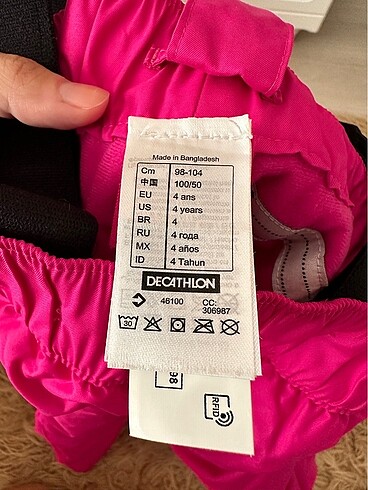 Made in Bangladesh
Cm 98-104
中国 100/50
EU 4 ans
US 4 years
BR 4
RU 4 года
MX 4 años
ID 4 Tahun
DECATHLON
46100 CC:
306987
30
98
RFID